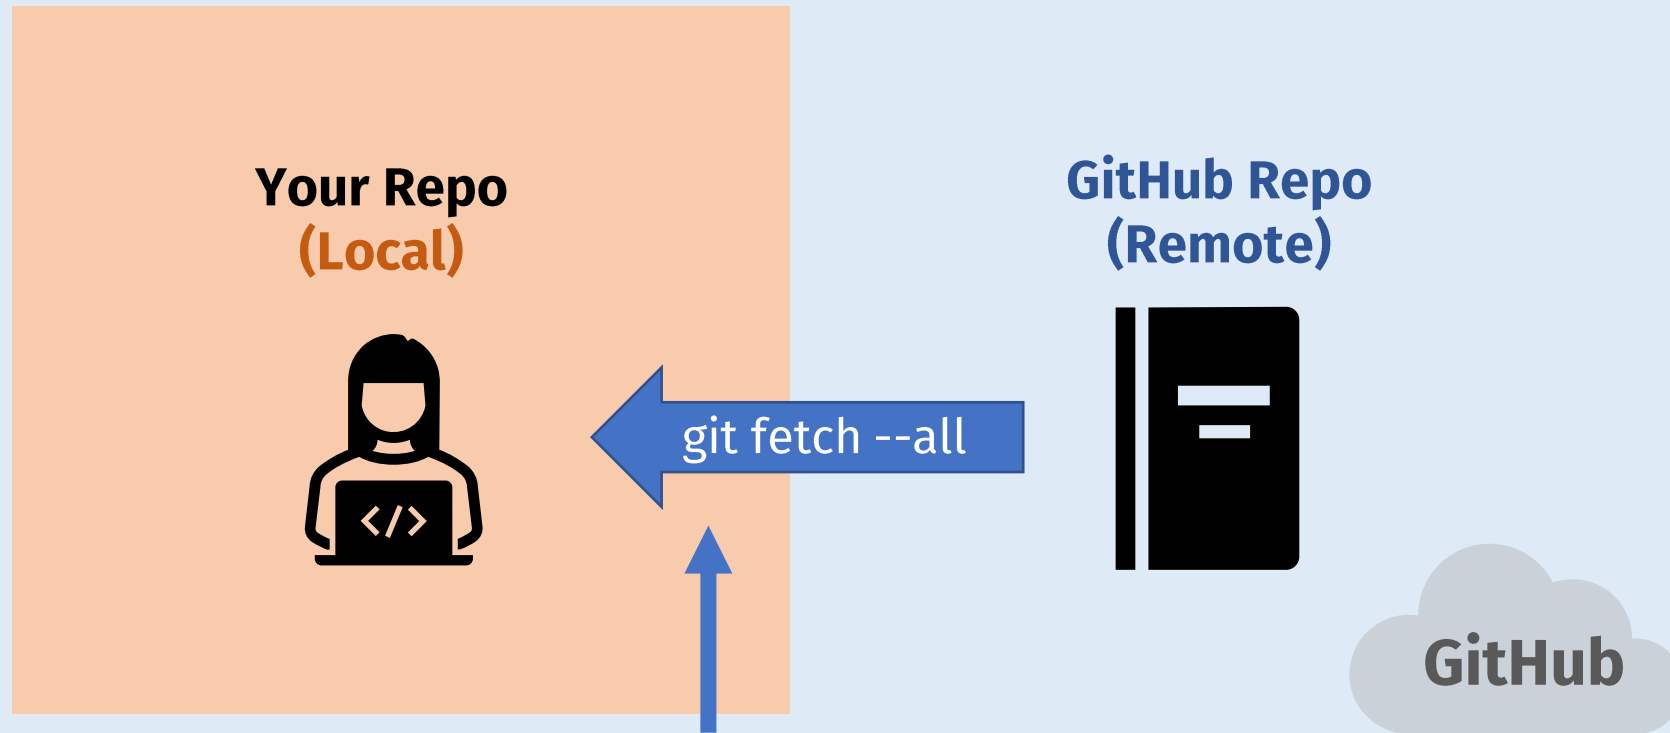 Your Repo
(Local)
GitHub Repo
(Remote)
git fetch --all
</>
GitHub